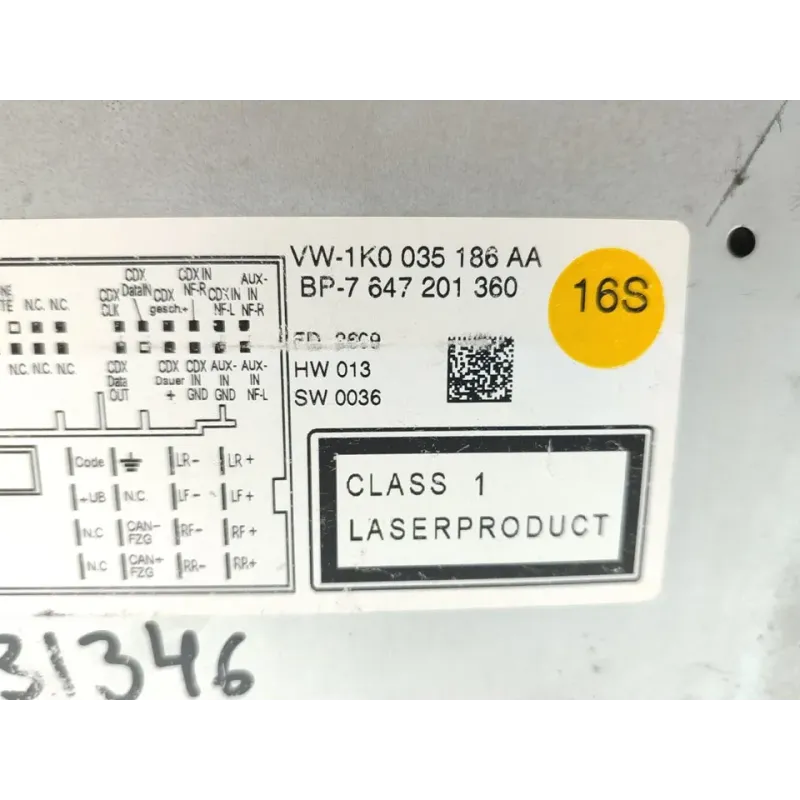 VW-1K0 035 186 AA
BP-7 647 201 360
16S
HW 013
SW 0036
CLASS 1
LASERPRODUCT
NE
TE N.C. N.C.
CDX CLK
CDX DataIN
CDX gesch.+
CDX IN NF-R
CDX IN NF-L
AUX-IN NF-R
N.C. N.C. N.C.
CDX Data OUT
CDX Dauer +
CDX IN GND
AUX-IN GND
AUX-IN NF-L
Code LR- LR+
+UB N.C LF- LF+
N.C CAN-FZG RF- RF+
N.C CAN+FZG RR- RR+
31346